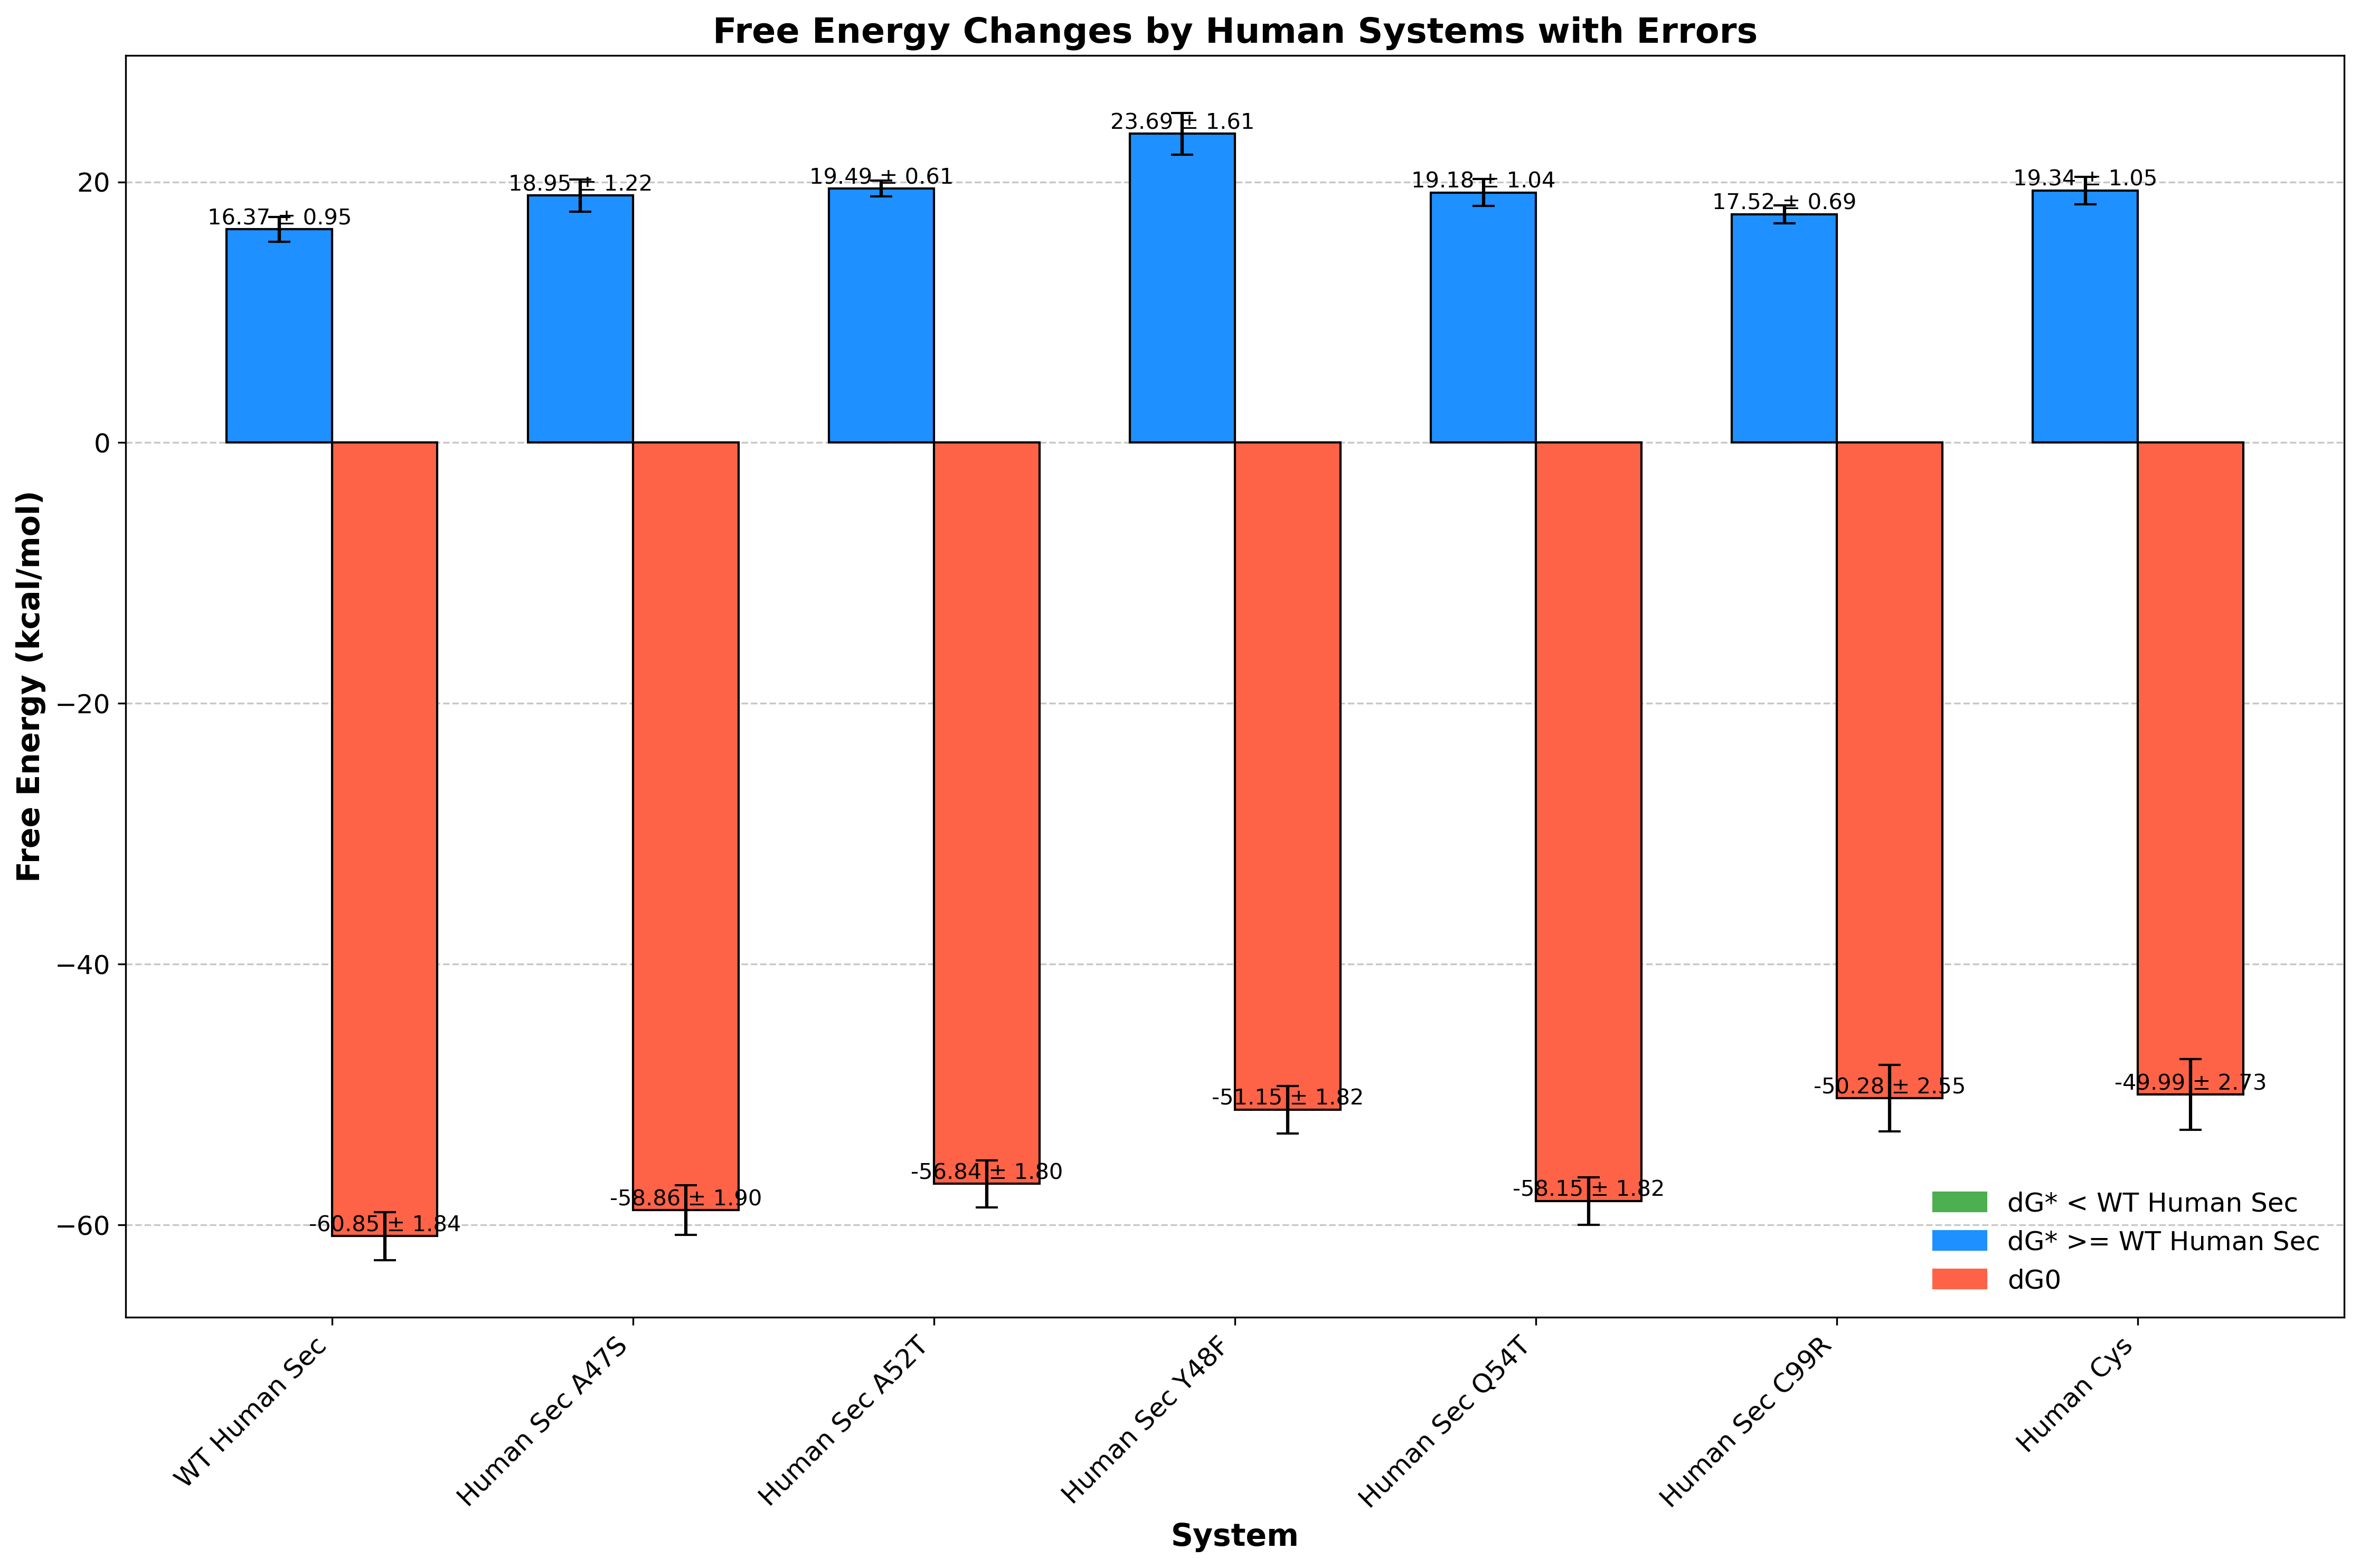 Free Energy Changes by Human Systems with Errors
Free Energy (kcal/mol)
20
0
−20
−40
−60
16.37 ± 0.95
18.95 ± 1.22
19.49 ± 0.61
23.69 ± 1.61
19.18 ± 1.04
17.52 ± 0.69
19.34 ± 1.05
-60.85 ± 1.84
-58.86 ± 1.90
-56.84 ± 1.80
-51.15 ± 1.82
-58.15 ± 1.82
-50.28 ± 2.55
-49.99 ± 2.73
dG* < WT Human Sec
dG* >= WT Human Sec
dG0
WT Human Sec
Human Sec A47S
Human Sec A52T
Human Sec Y48F
Human Sec Q54T
Human Sec C99R
Human Cys
System